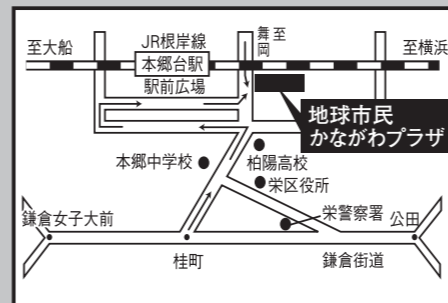 至大船
JR根岸線
本郷台駅
駅前広場
舞岡
至
至横浜
地球市民
かながわプラザ
本郷中学校
柏陽高校
栄区役所
栄警察署
鎌倉女子大前
公田
桂町
鎌倉街道